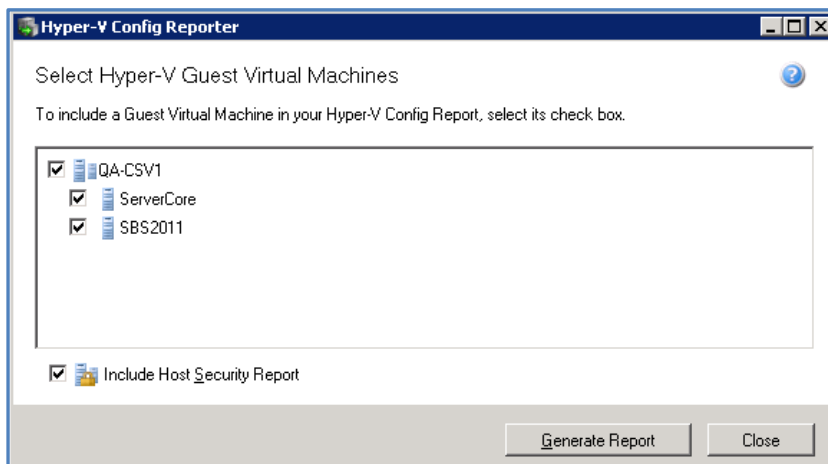 Hyper-V Config Reporter
Select Hyper-V Guest Virtual Machines
To include a Guest Virtual Machine in your Hyper-V Config Report, select its check box.
QA-CSV1
ServerCore
SBS2011
Include Host Security Report
Generate Report Close